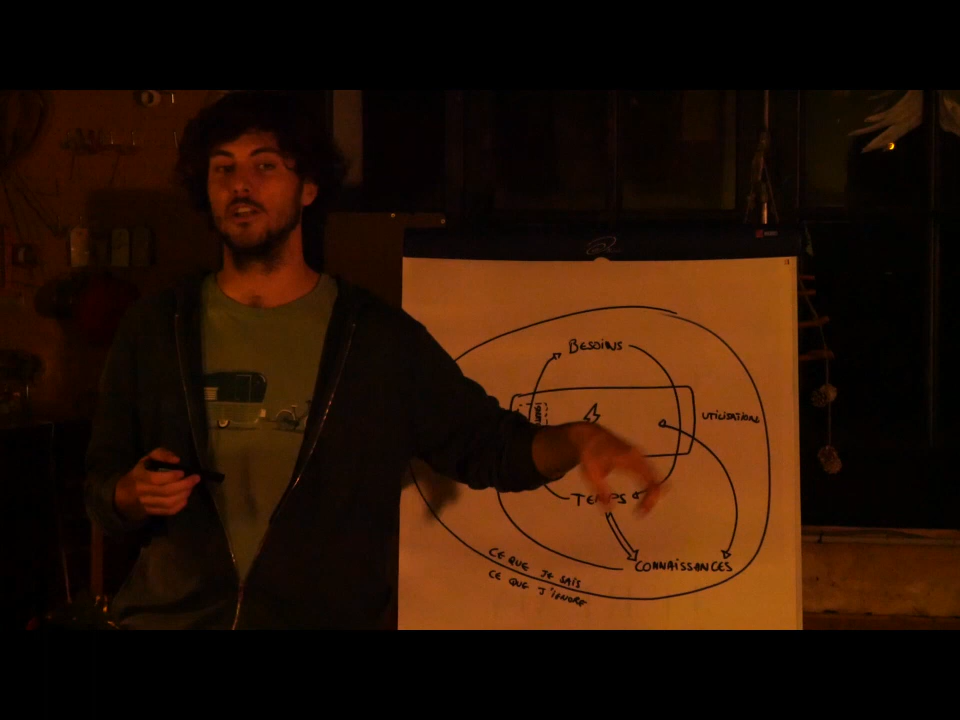 BESOINS
UTILISATIONS
TEMPS
CONNAISSANCES
CE QUE JE SAIS
CE QUE J'IGNORE